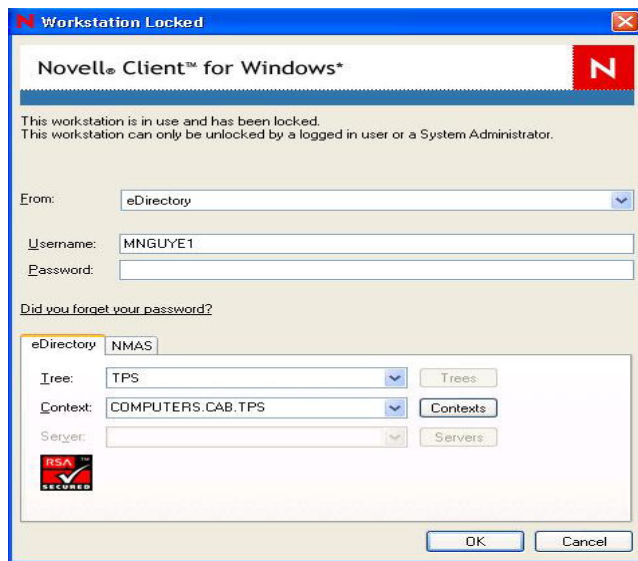 N Workstation Locked
Novell® Client™ for Windows*
N
This workstation is in use and has been locked.
This workstation can only be unlocked by a logged in user or a System Administrator.
From: eDirectory
Username: MNGUYE1
Password:
Did you forget your password?
eDirectory NMAS
Tree: TPS Trees
Context: COMPUTERS.CAB.TPS Contexts
Server: Servers
RSA ™
SECURED
OK Cancel